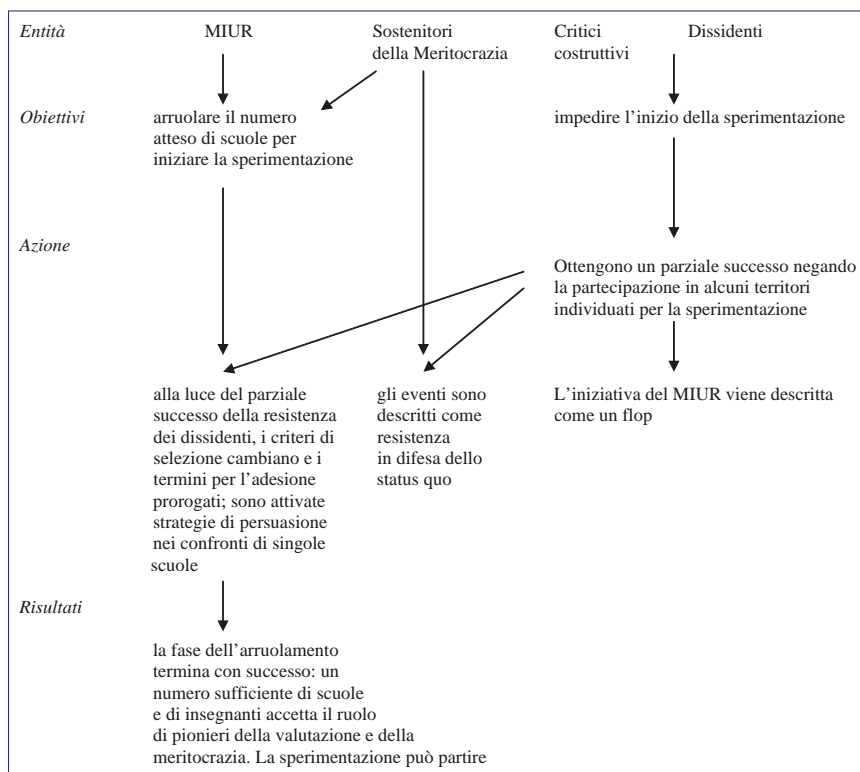 Entità
MIUR
Sostenitori
della Meritocrazia
Critici
costruttivi
Dissidenti
Obiettivi
arruolare il numero
atteso di scuole per
iniziare la sperimentazione
impedire l’inizio della sperimentazione
Azione
Ottengono un parziale successo negando
la partecipazione in alcuni territori
individuati per la sperimentazione
alla luce del parziale
successo della resistenza
dei dissidenti, i criteri di
selezione cambiano e i
termini per l’adesione
prorogati; sono attivate
strategie di persuasione
nei confronti di singole
scuole
gli eventi sono
descritti come
resistenza
in difesa dello
status quo
L’iniziativa del MIUR viene descritta
come un flop
Risultati
la fase dell’arruolamento
termina con successo: un
numero sufficiente di scuole
e di insegnanti accetta il ruolo
di pionieri della valutazione e della
meritocrazia. La sperimentazione può partire